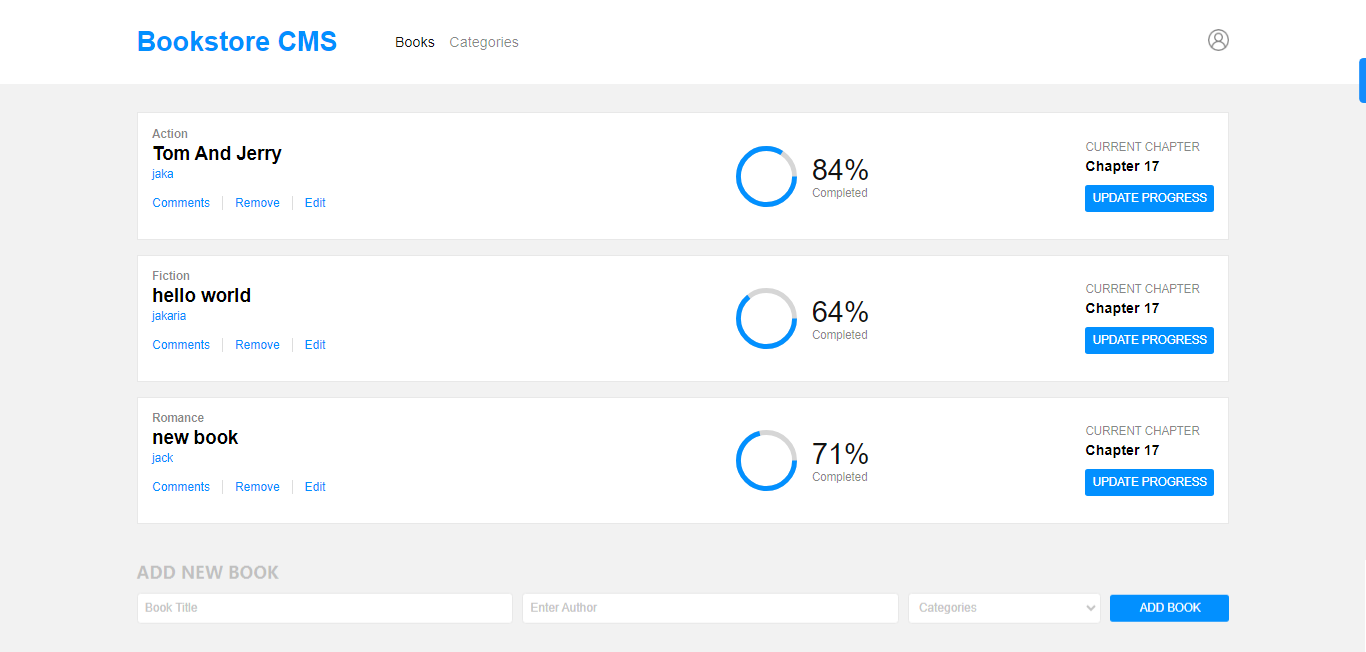 Bookstore CMS
Books
Categories
Action
Tom And Jerry
jaka
Comments
Remove
Edit
84%
Completed
CURRENT CHAPTER
Chapter 17
UPDATE PROGRESS
Fiction
hello world
jakaria
Comments
Remove
Edit
64%
Completed
CURRENT CHAPTER
Chapter 17
UPDATE PROGRESS
Romance
new book
jack
Comments
Remove
Edit
71%
Completed
CURRENT CHAPTER
Chapter 17
UPDATE PROGRESS
ADD NEW BOOK
Book Title
Enter Author
Categories
ADD BOOK